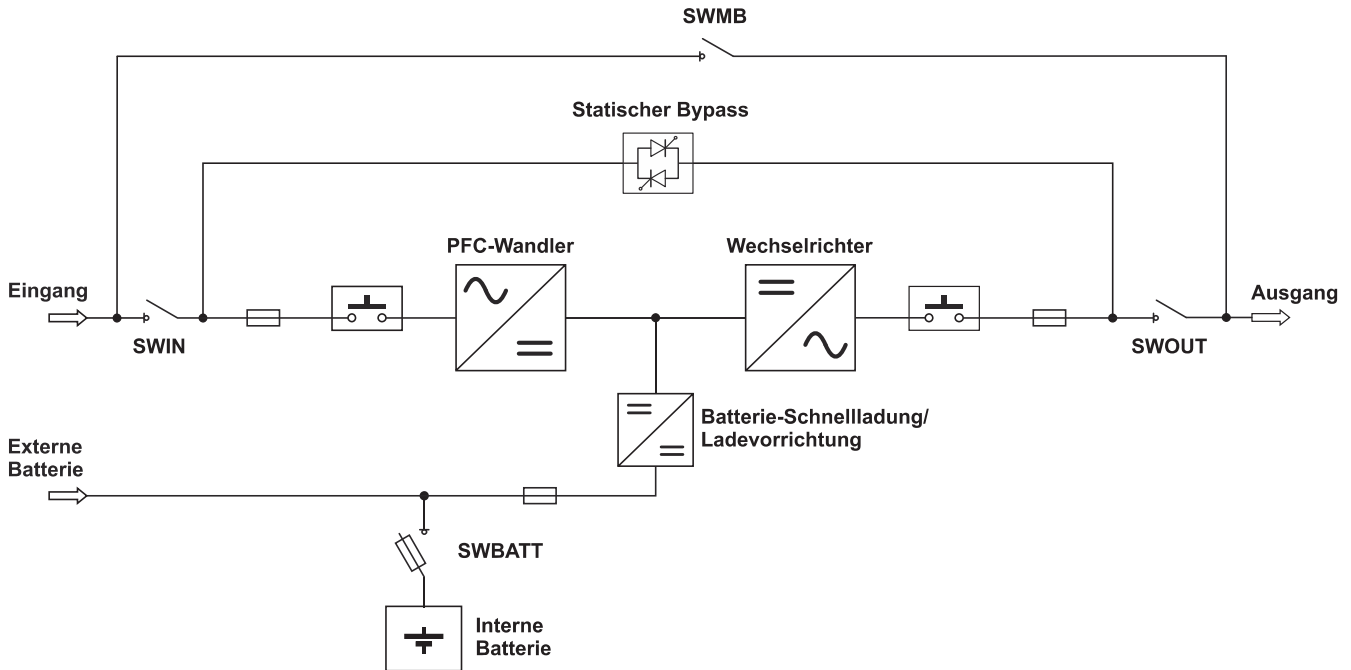 SWMB
Statischer Bypass
PFC-Wandler
Wechselrichter
Eingang
Ausgang
SWIN
SWOUT
Batterie-Schnellladung/
Ladevorrichtung
Externe
Batterie
SWBATT
Interne
Batterie